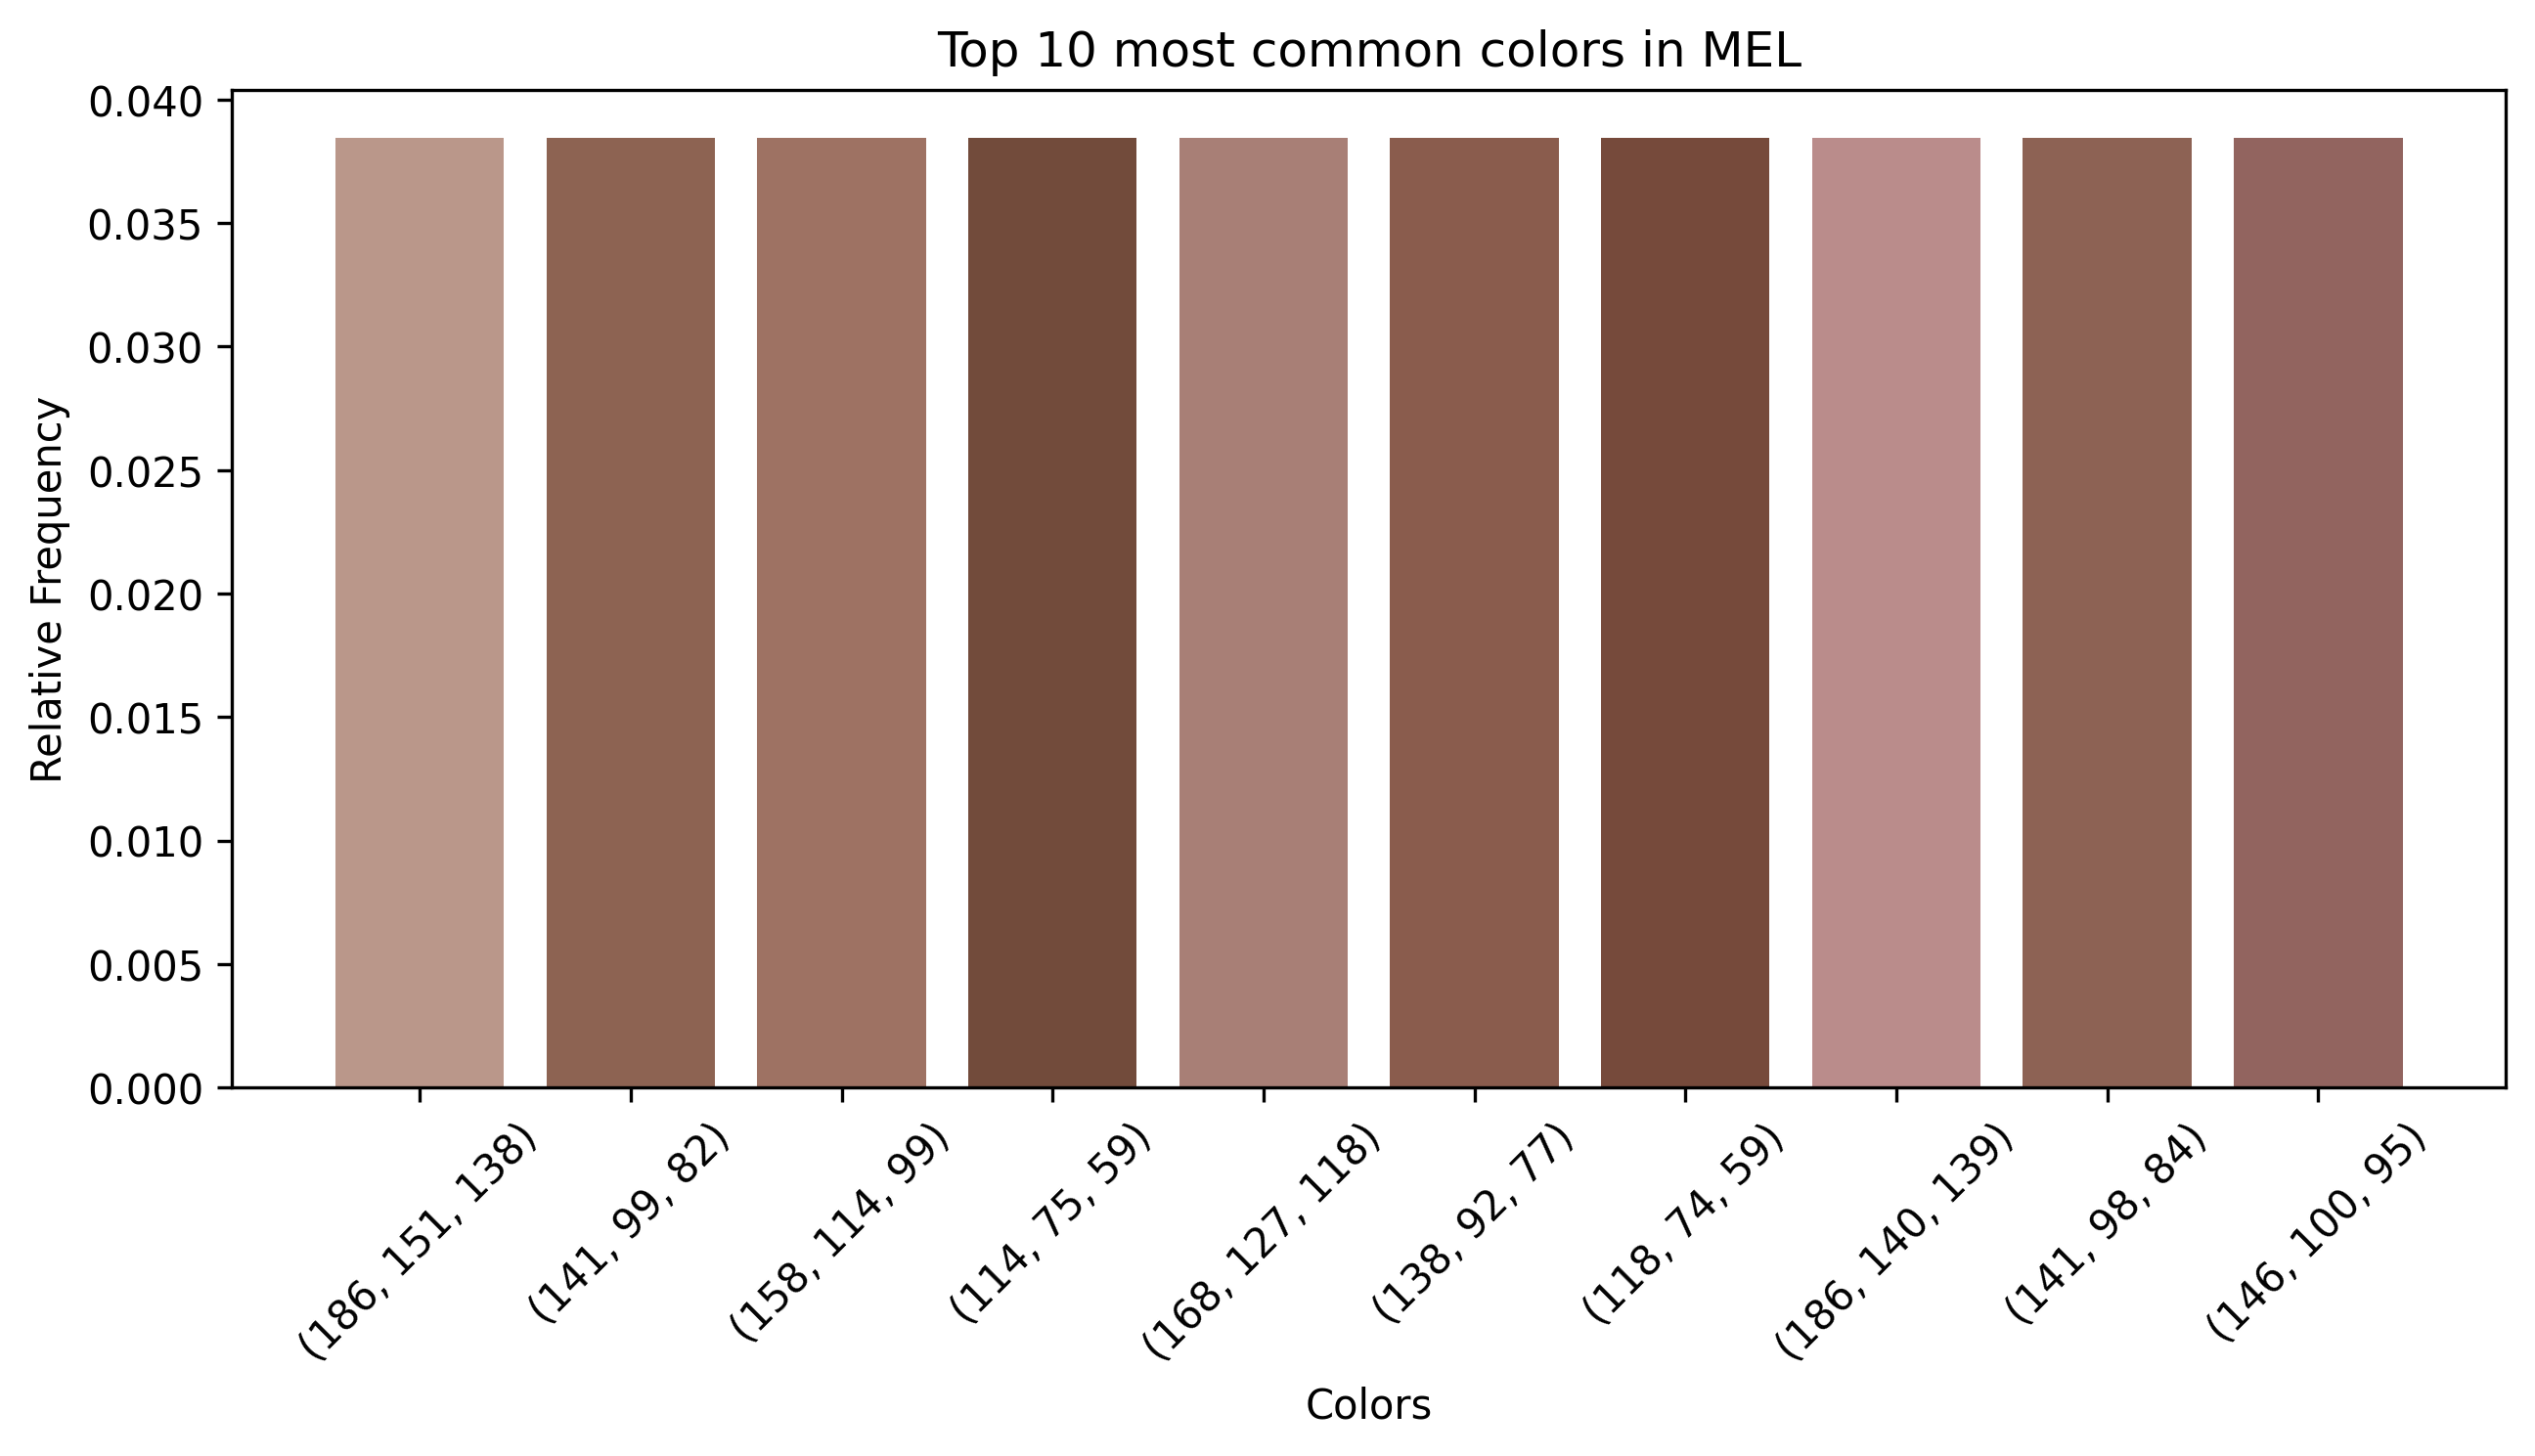 Top 10 most common colors in MEL
Relative Frequency
0.040
0.035
0.030
0.025
0.020
0.015
0.010
0.005
0.000
(186, 151, 138)
(141, 99, 82)
(158, 114, 99)
(114, 75, 59)
(168, 127, 118)
(138, 92, 77)
(118, 74, 59)
(186, 140, 139)
(141, 98, 84)
(146, 100, 95)
Colors